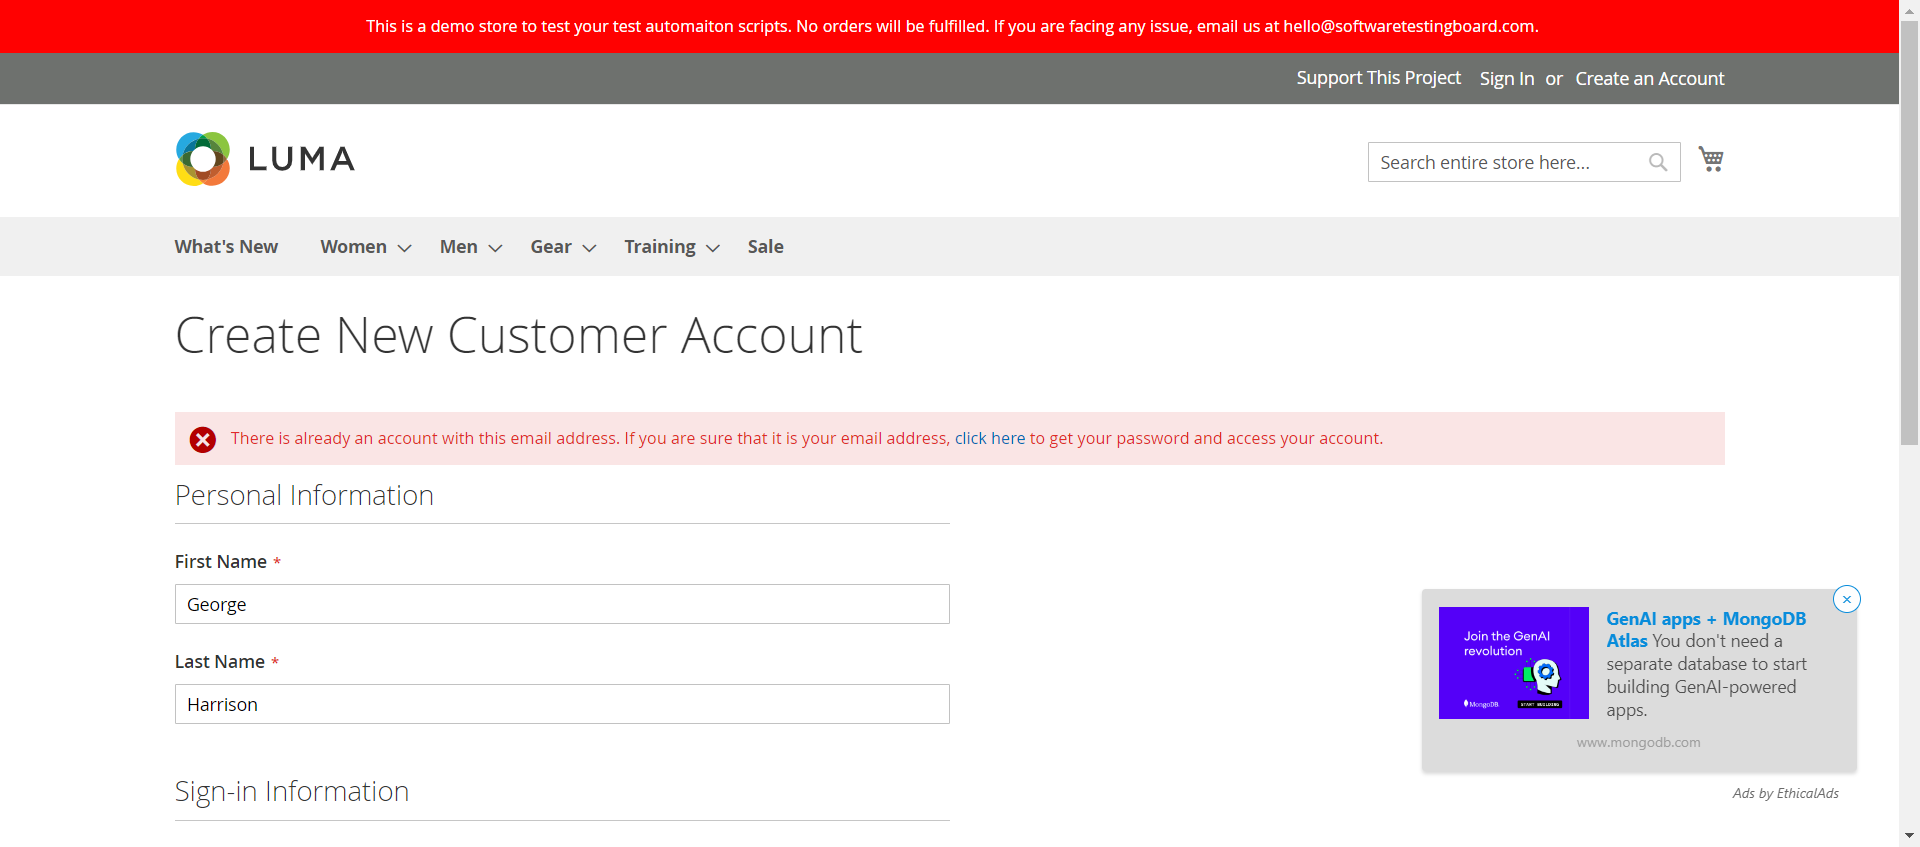 This is a demo store to test your test automaiton scripts. No orders will be fulfilled. If you are facing any issue, email us at hello@softwaretestingboard.com.
Support This Project Sign In or Create an Account
LUMA
Search entire store here...
What's New Women Men Gear Training Sale
Create New Customer Account
There is already an account with this email address. If you are sure that it is your email address, click here to get your password and access your account.
Personal Information
First Name *
George
Last Name *
Harrison
Sign-in Information
Join the GenAI
revolution
MongoDB. START BUILDING
GenAI apps + MongoDB
Atlas You don't need a
separate database to start
building GenAI-powered
apps.
www.mongodb.com
Ads by EthicalAds